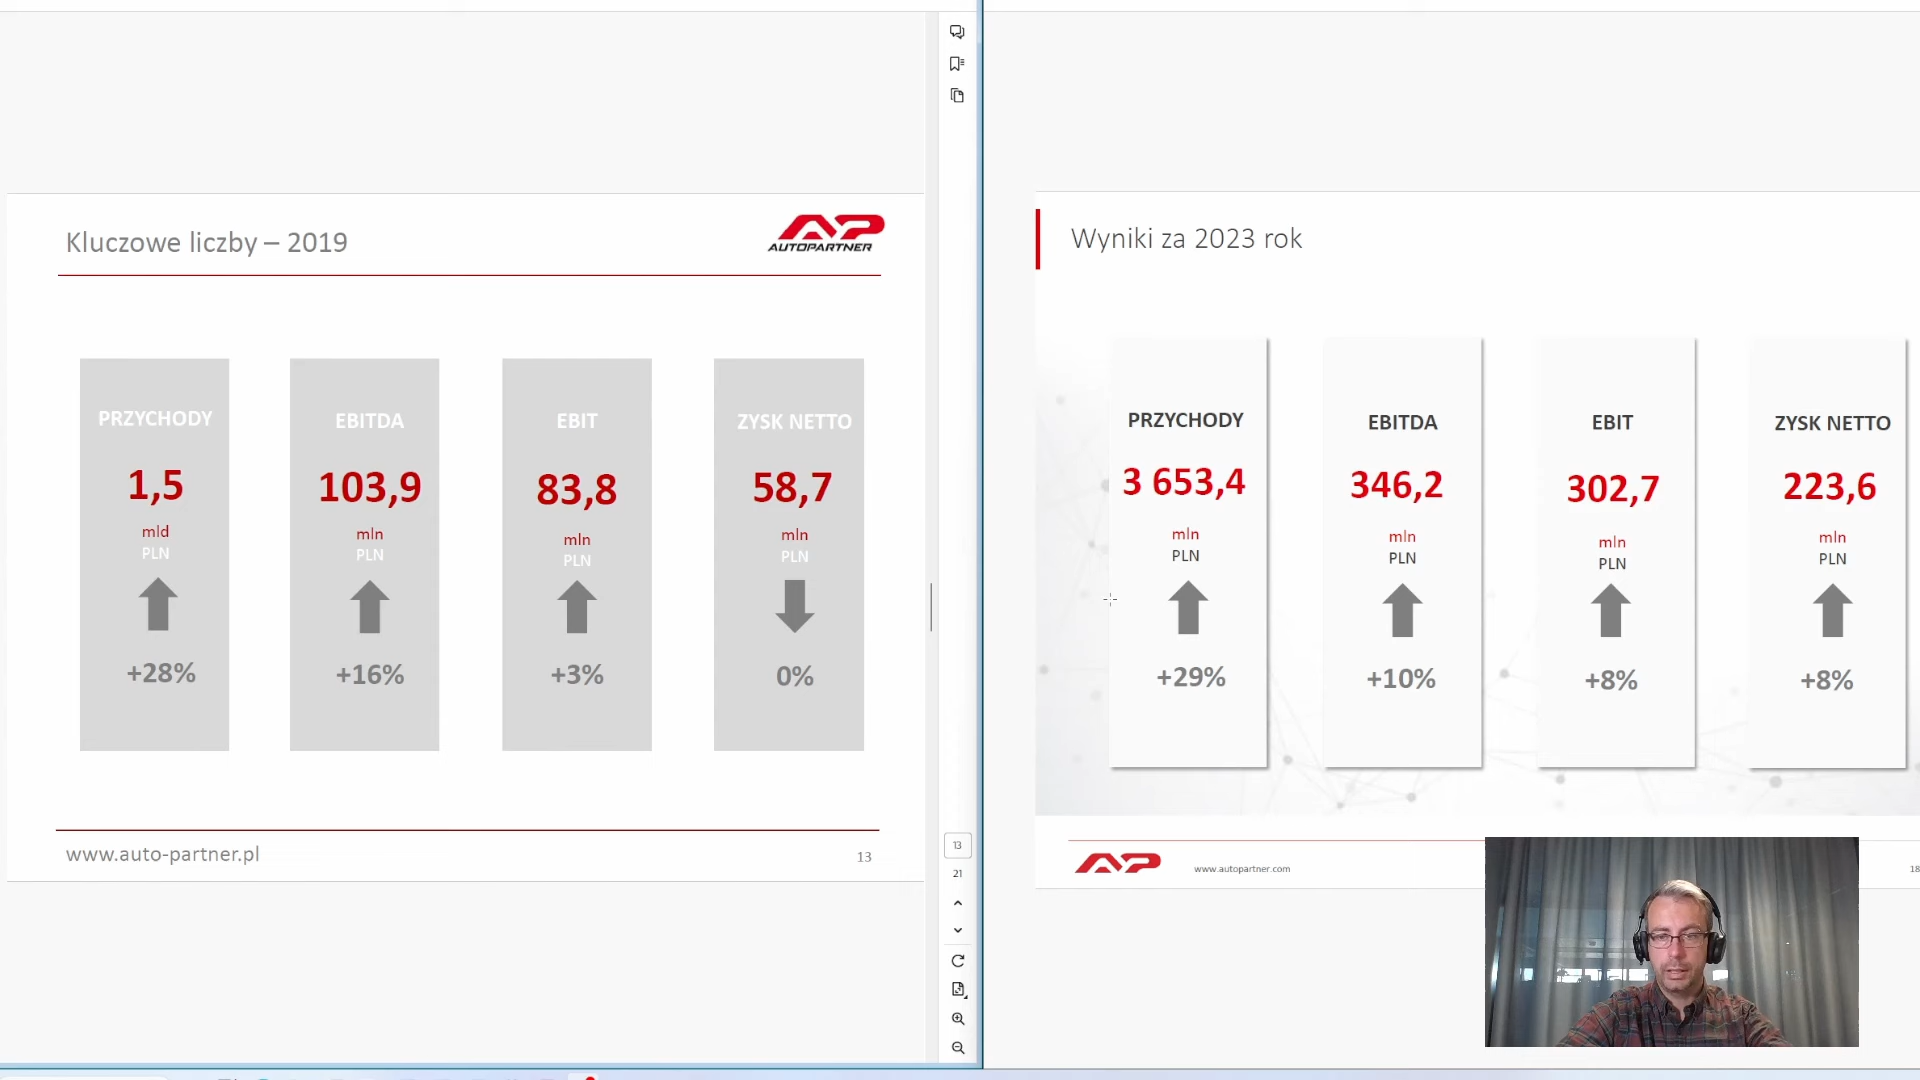 Kluczowe liczby – 2019
AP
AUTOPARTNER
PRZYCHODY
1,5
mld
PLN
+28%
EBITDA
103,9
mln
PLN
+16%
EBIT
83,8
mln
PLN
+3%
ZYSK NETTO
58,7
mln
PLN
0%
www.auto-partner.pl
13
13
21
Wyniki za 2023 rok
PRZYCHODY
3 653,4
mln
PLN
+29%
EBITDA
346,2
mln
PLN
+10%
EBIT
302,7
mln
PLN
+8%
ZYSK NETTO
223,6
mln
PLN
+8%
AP
www.autopartner.com
18